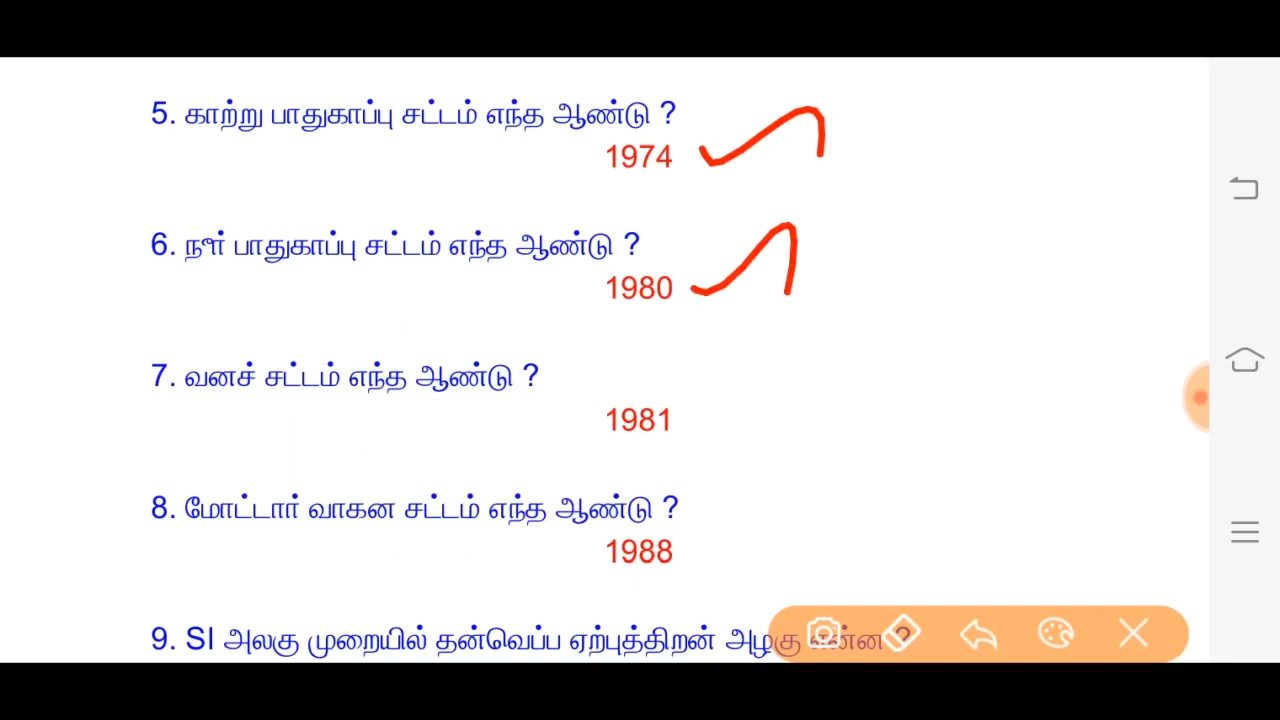 5. காற்று பாதுகாப்பு சட்டம் எந்த ஆண்டு ?
1974
6. நீர் பாதுகாப்பு சட்டம் எந்த ஆண்டு ?
1980
7. வனச் சட்டம் எந்த ஆண்டு ?
1981
8. மோட்டார் வாகன சட்டம் எந்த ஆண்டு ?
1988
9. SI அலகு முறையில் தன்வெப்ப ஏற்புத்திறன் அழகு என்ன ?